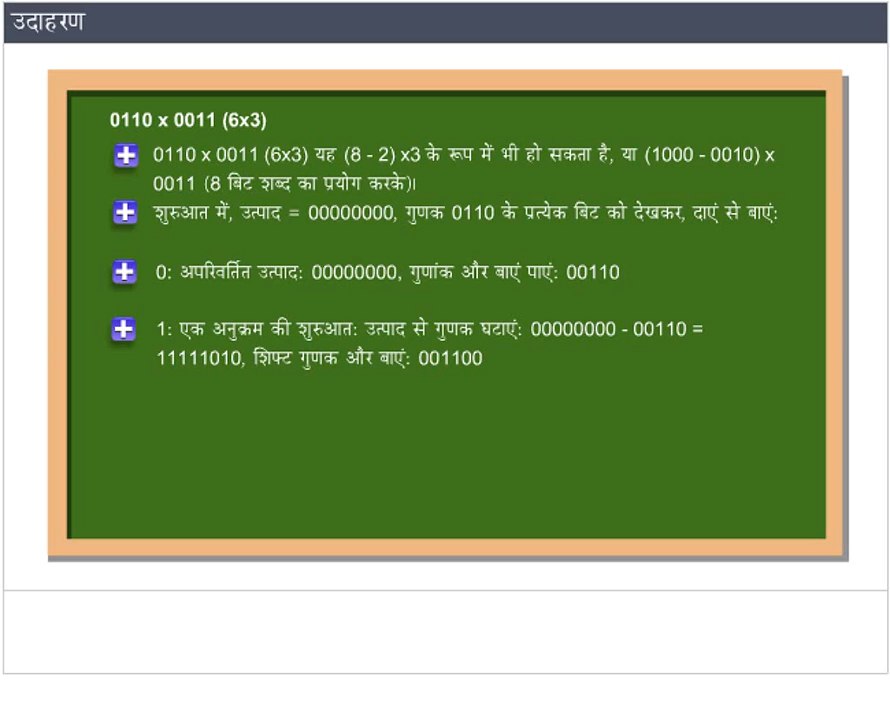 उदाहरण
0110 x 0011 (6x3)
0110 x 0011 (6x3) यह (8 - 2) x3 के रूप में भी हो सकता है, या (1000 - 0010) x
0011 (8 बिट शब्द का प्रयोग करके)।
शुरुआत में, उत्पाद = 00000000, गुणक 0110 के प्रत्येक बिट को देखकर, दाएं से बाएं:
0: अपरिवर्तित उत्पाद: 00000000, गुणांक और बाएं पाएं: 00110
1: एक अनुक्रम की शुरुआत: उत्पाद से गुणक घटाएं: 00000000 - 00110 =
11111010, शिफ्ट गुणक और बाएं: 001100